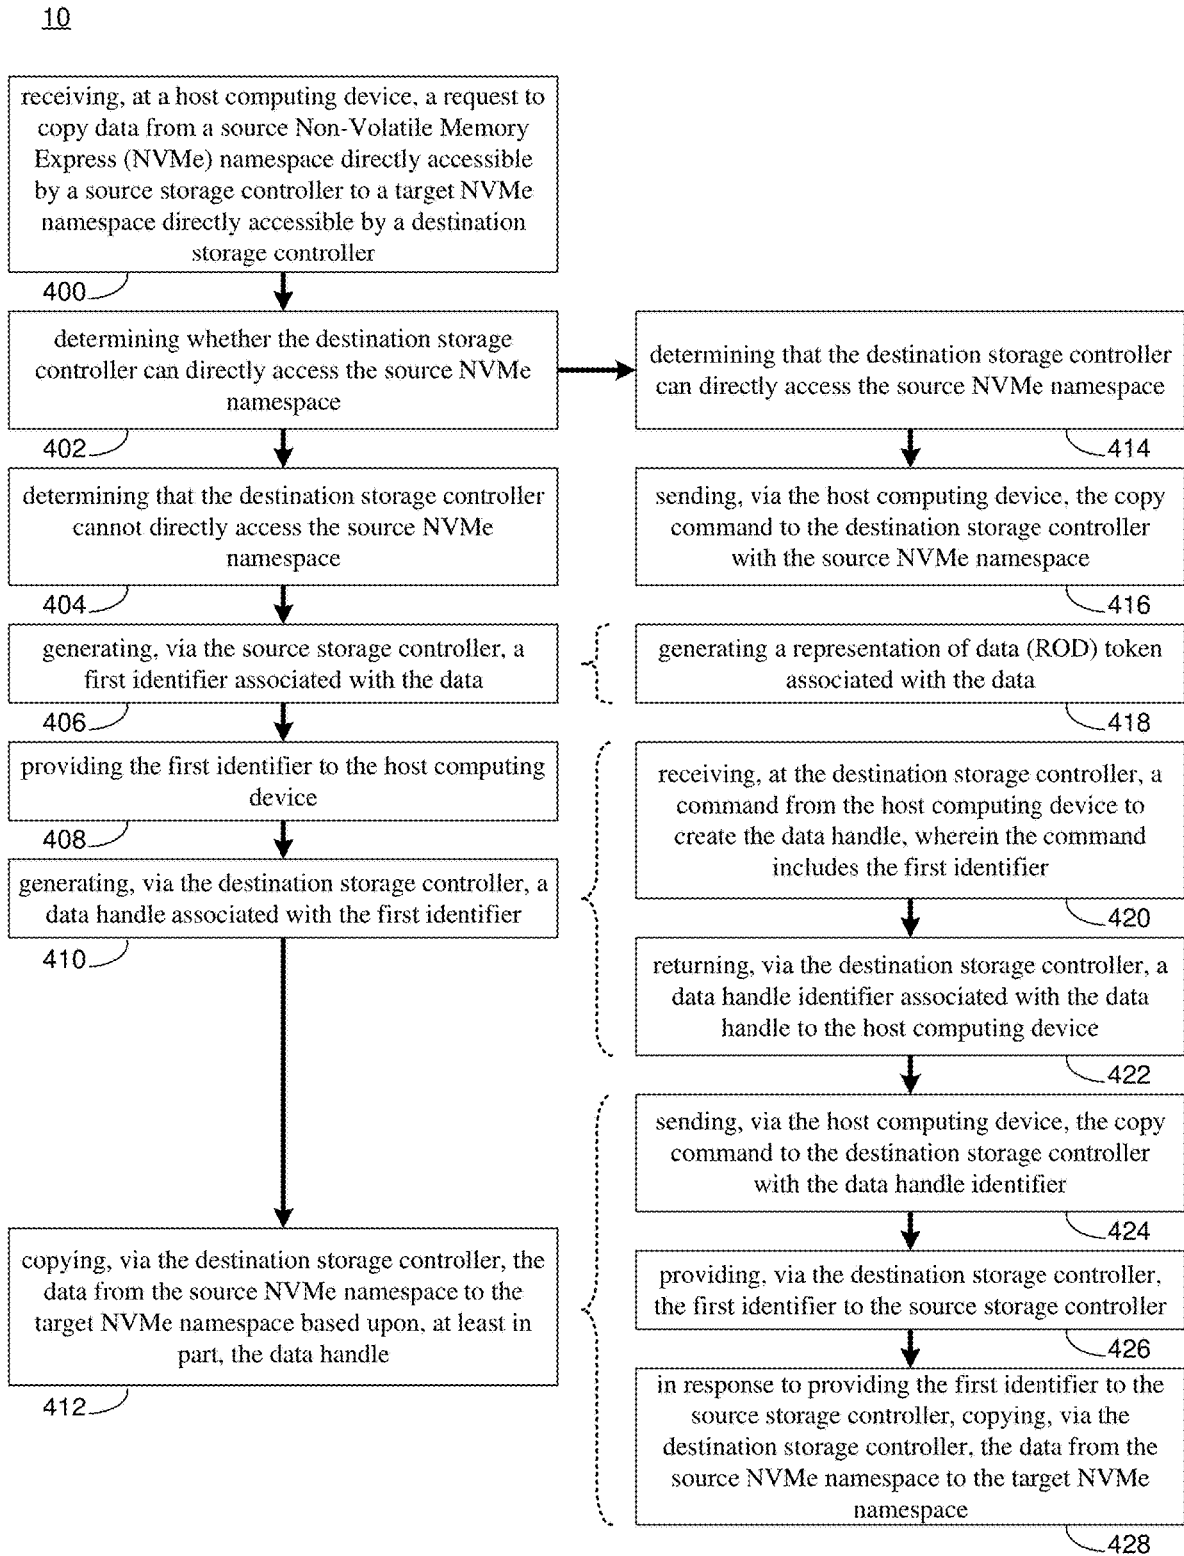 10
receiving, at a host computing device, a request to
copy data from a source Non-Volatile Memory
Express (NVMe) namespace directly accessible
by a source storage controller to a target NVMe
namespace directly accessible by a destination
storage controller
400
determining whether the destination storage
controller can directly access the source NVMe
namespace
402
determining that the destination storage controller
cannot directly access the source NVMe
namespace
404
generating, via the source storage controller, a
first identifier associated with the data
406
providing the first identifier to the host computing
device
408
generating, via the destination storage controller, a
data handle associated with the first identifier
410
copying, via the destination storage controller, the
data from the source NVMe namespace to the
target NVMe namespace based upon, at least in
part, the data handle
412
determining that the destination storage controller
can directly access the source NVMe namespace
414
sending, via the host computing device, the copy
command to the destination storage controller
with the source NVMe namespace
416
generating a representation of data (ROD) token
associated with the data
418
receiving, at the destination storage controller, a
command from the host computing device to
create the data handle, wherein the command
includes the first identifier
420
returning, via the destination storage controller, a
data handle identifier associated with the data
handle to the host computing device
422
sending, via the host computing device, the copy
command to the destination storage controller
with the data handle identifier
424
providing, via the destination storage controller,
the first identifier to the source storage controller
426
in response to providing the first identifier to the
source storage controller, copying, via the
destination storage controller, the data from the
source NVMe namespace to the target NVMe
namespace
428